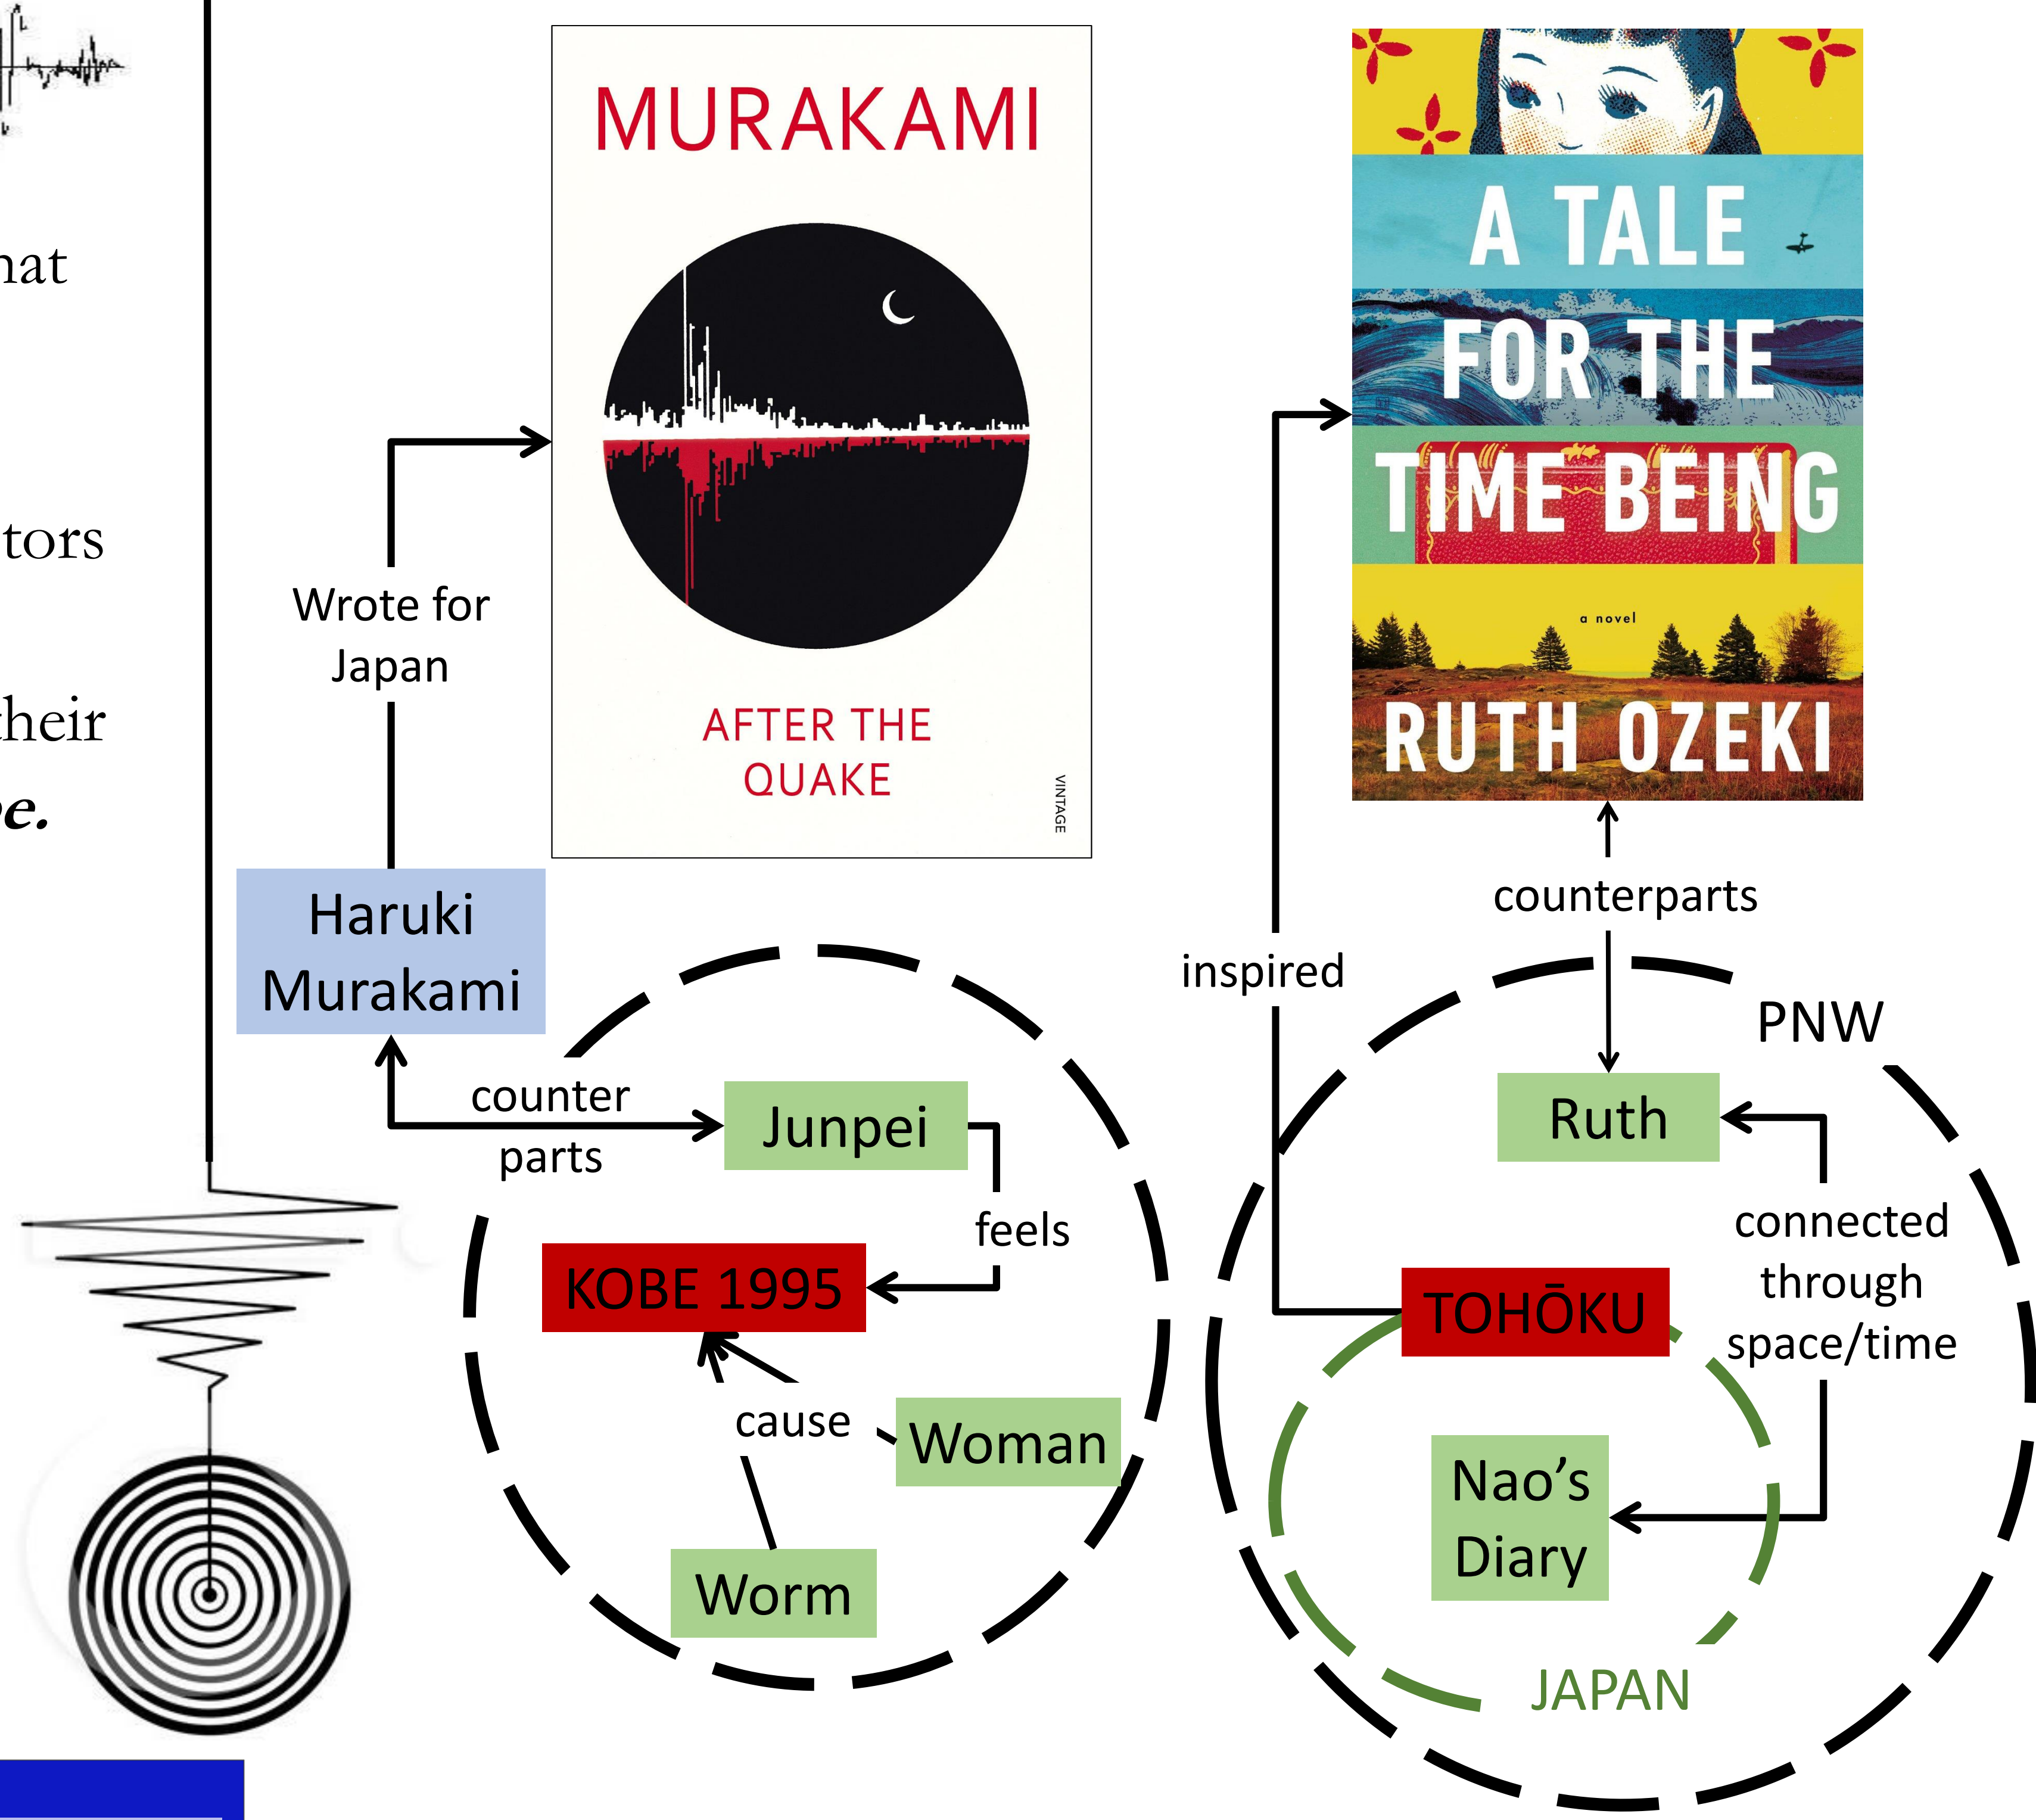 tors
their
MURAKAMI
AFTER THE
QUAKE
VINTAGE
Wrote for
Japan
Haruki
Murakami
counter
parts
Junpei
feels
KOBE 1995
cause
Woman
Worm
A TALE
FOR THE
TIME BEING
a novel
RUTH OZEKI
inspired
counterparts
PNW
Ruth
connected
through
space/time
TOHŌKU
Nao’s
Diary
JAPAN